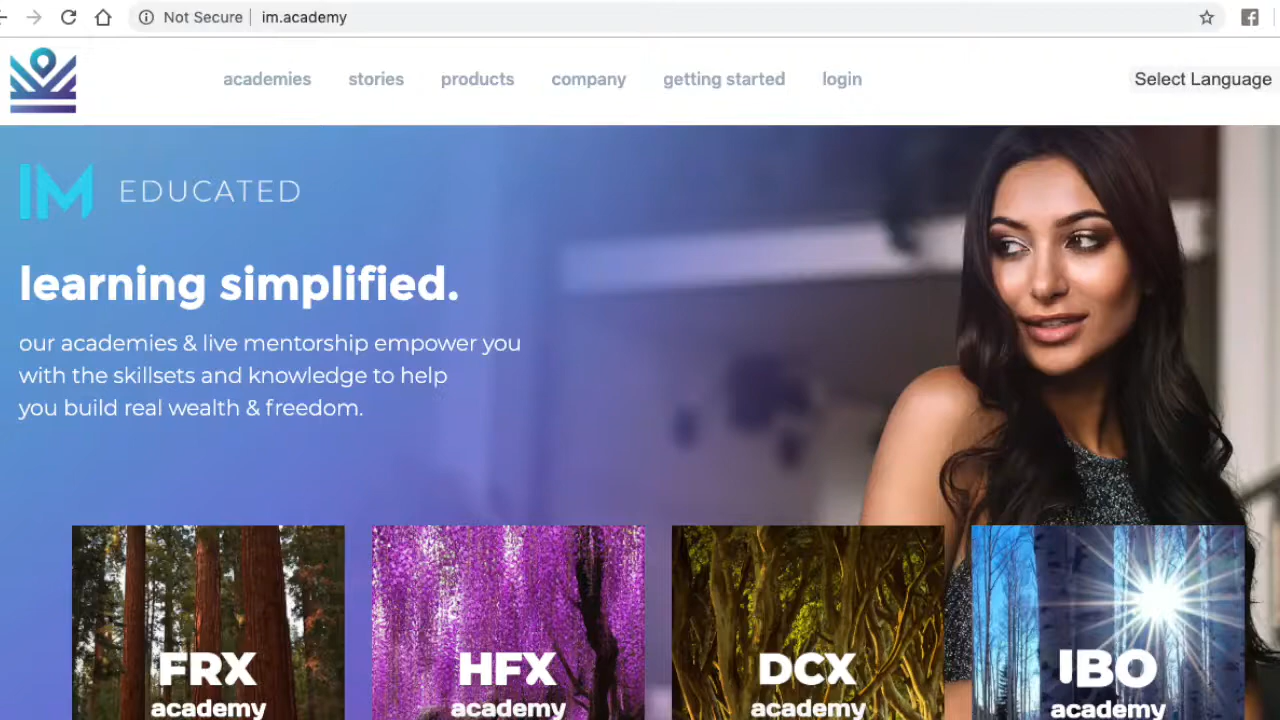 Not Secure | im.academy
academies stories products company getting started login Select Language
IM EDUCATED
learning simplified.
our academies & live mentorship empower you
with the skillsets and knowledge to help
you build real wealth & freedom.
FRX
academy
HFX
academy
DCX
academy
IBO
academy